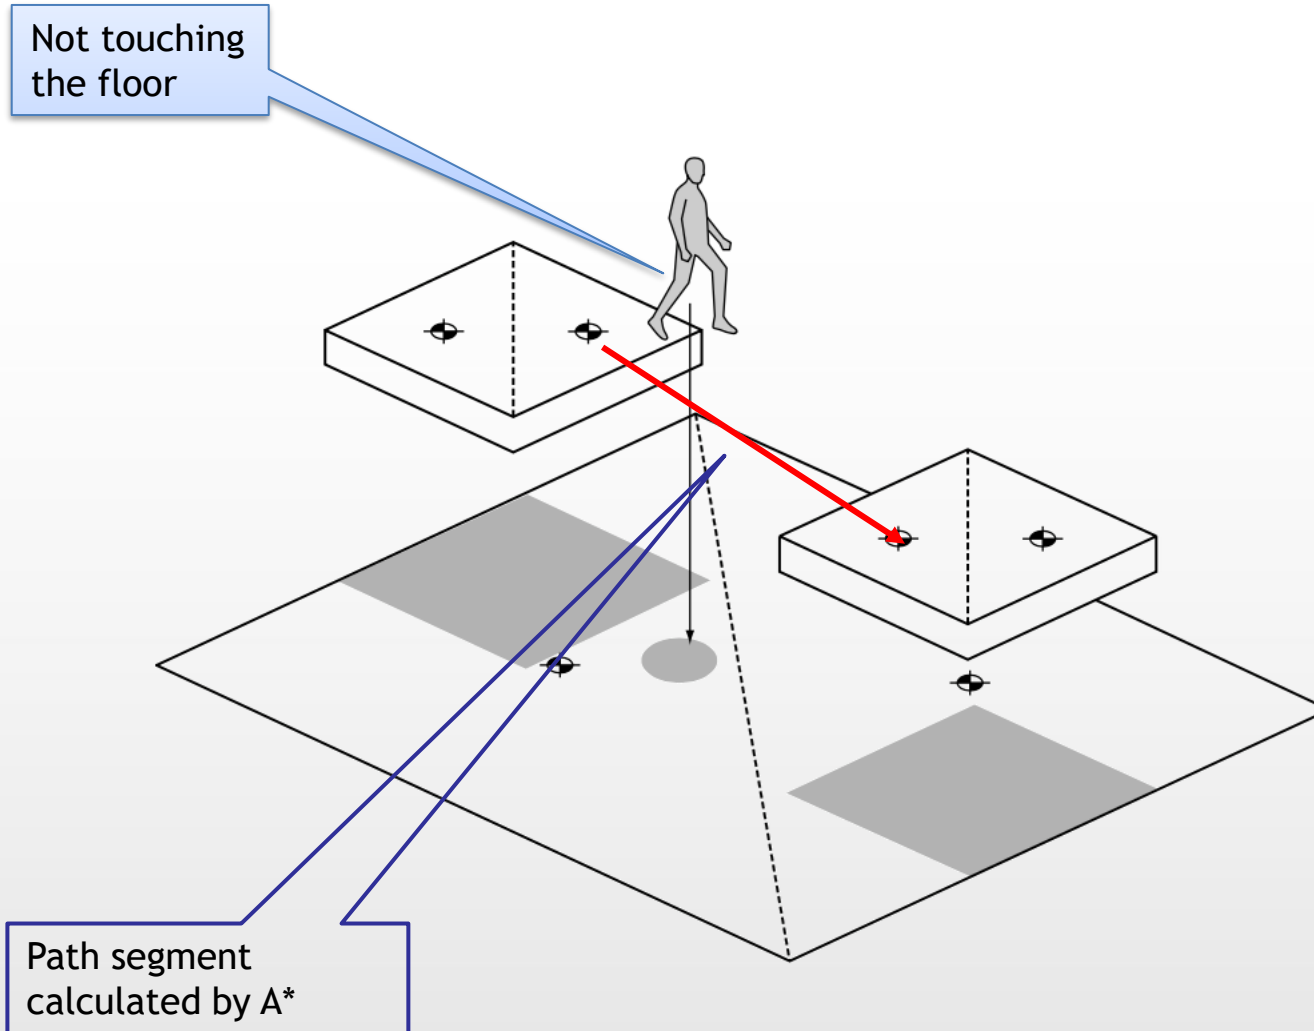 Not touching
the floor
Path segment
calculated by A*